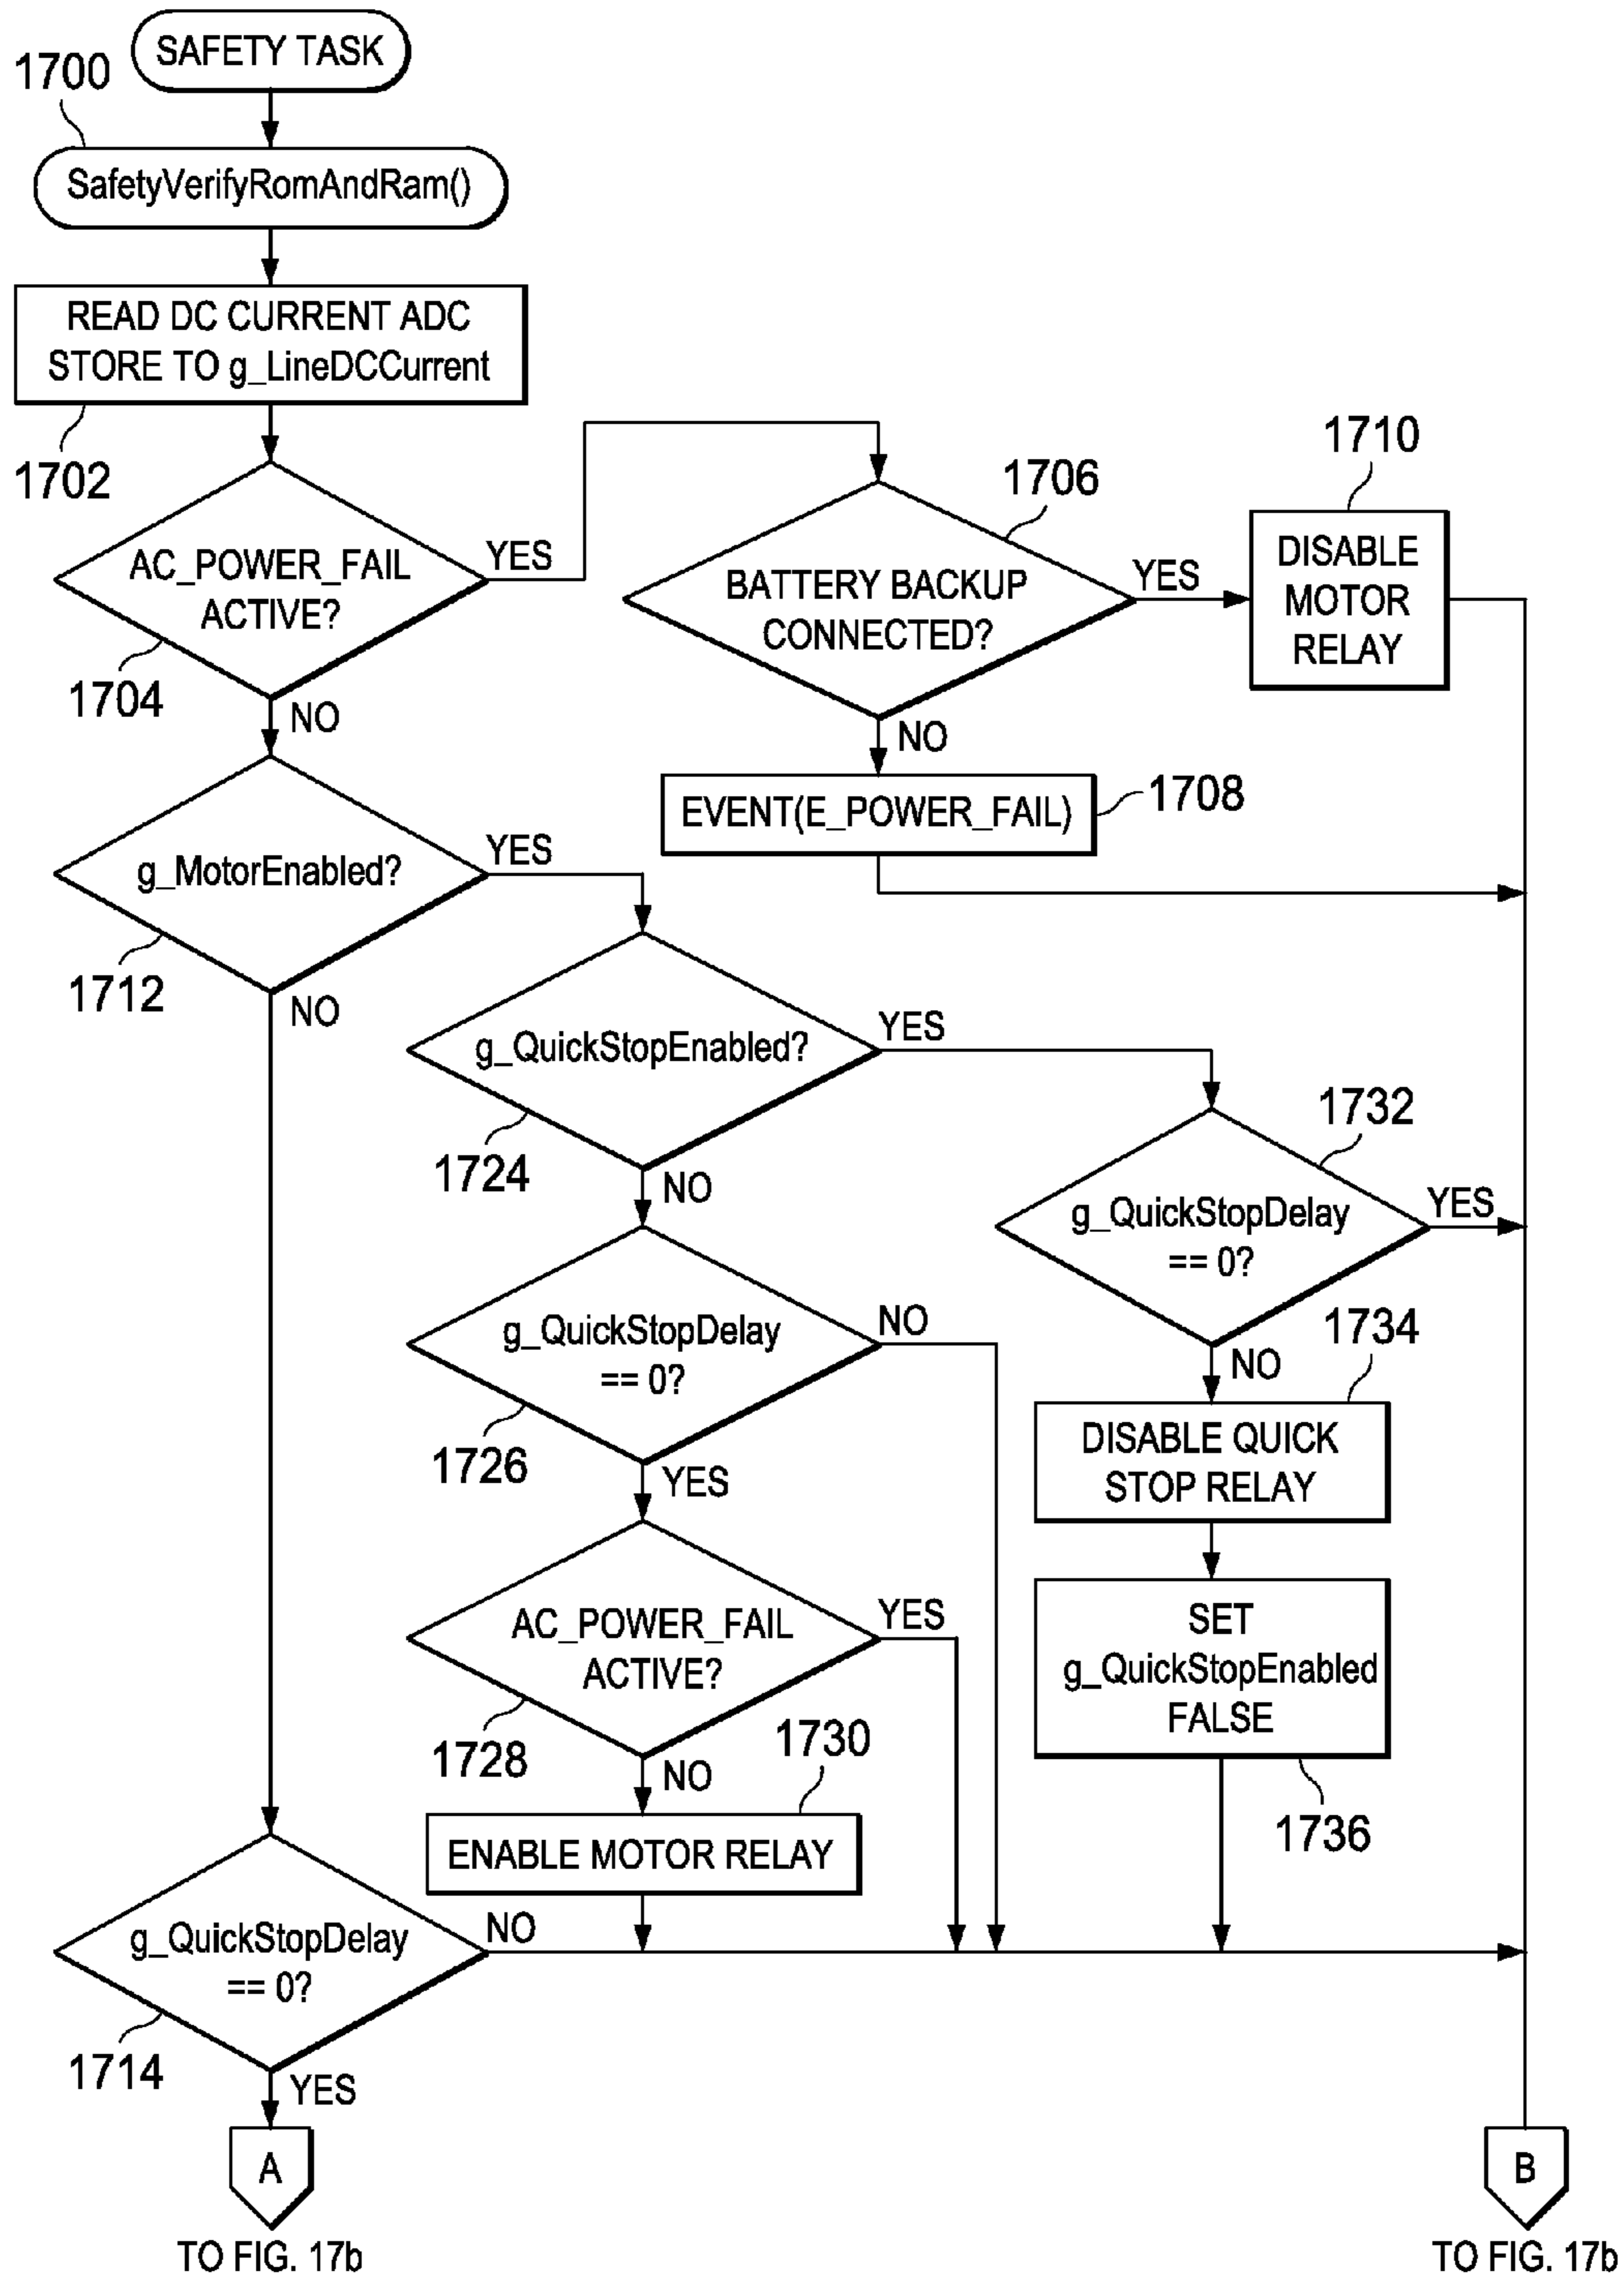 SAFETY TASK
1700
SafetyVerifyRomAndRam()
READ DC CURRENT ADC
STORE TO g_LineDCCurrent
1702
AC_POWER_FAIL
ACTIVE?
YES
1704
NO
BATTERY BACKUP
CONNECTED?
1706
YES
NO
1710
DISABLE
MOTOR
RELAY
EVENT(E_POWER_FAIL)
1708
g_MotorEnabled?
YES
1712
NO
g_QuickStopEnabled?
YES
1724
NO
1732
g_QuickStopDelay
== 0?
YES
NO
g_QuickStopDelay
== 0?
NO
1726
YES
1734
DISABLE QUICK
STOP RELAY
AC_POWER_FAIL
ACTIVE?
YES
1728
NO
SET
g_QuickStopEnabled
FALSE
1736
1730
ENABLE MOTOR RELAY
g_QuickStopDelay
== 0?
NO
1714
YES
A
TO FIG. 17b
B
TO FIG. 17b